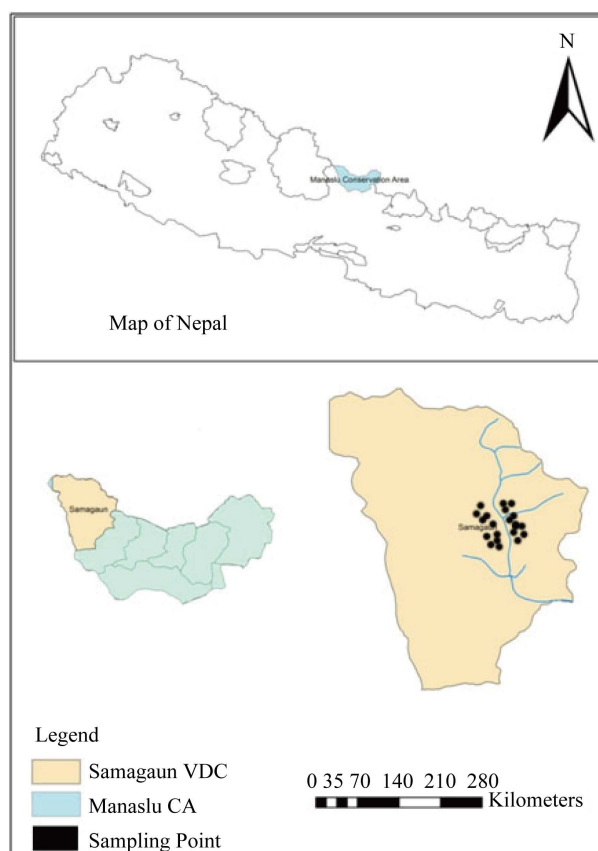 N
Manaslu Conservation Area
Map of Nepal
Samagaun
Samagaun
Legend
Samagaun VDC
Manaslu CA
Sampling Point
0 35 70 140 210 280
Kilometers